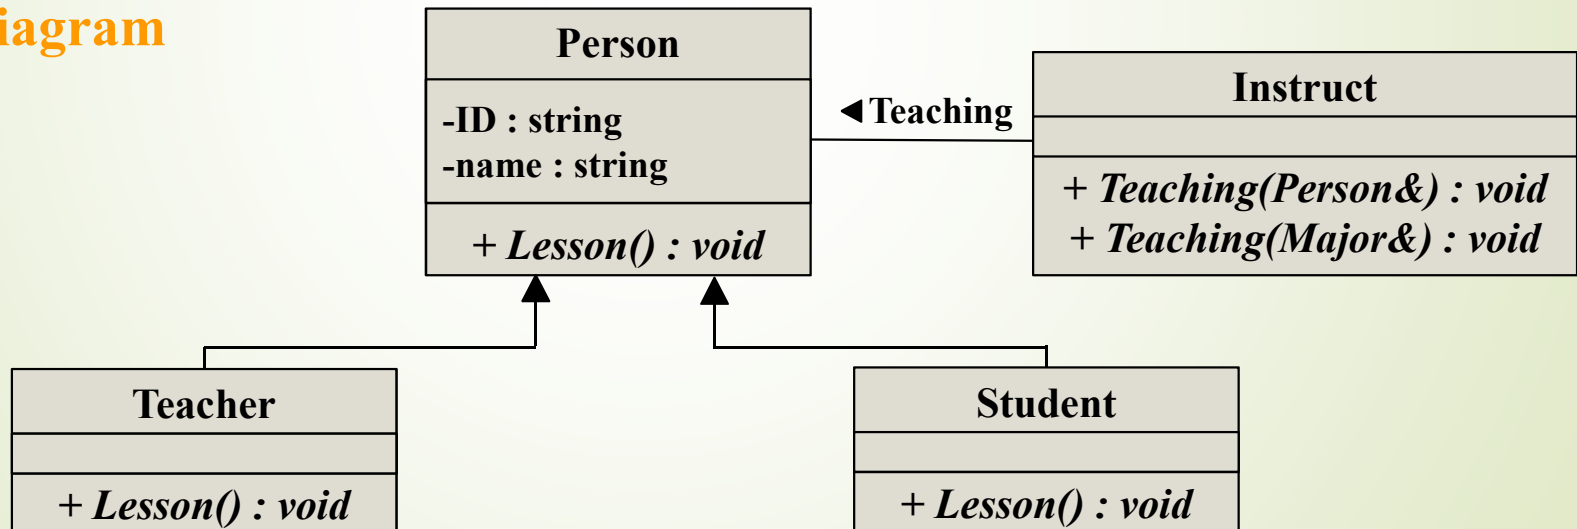 iagram
Person
-ID : string
-name : string
+ Lesson() : void
◄Teaching
Instruct
+ Teaching(Person&) : void
+ Teaching(Major&) : void
Teacher
+ Lesson() : void
Student
+ Lesson() : void